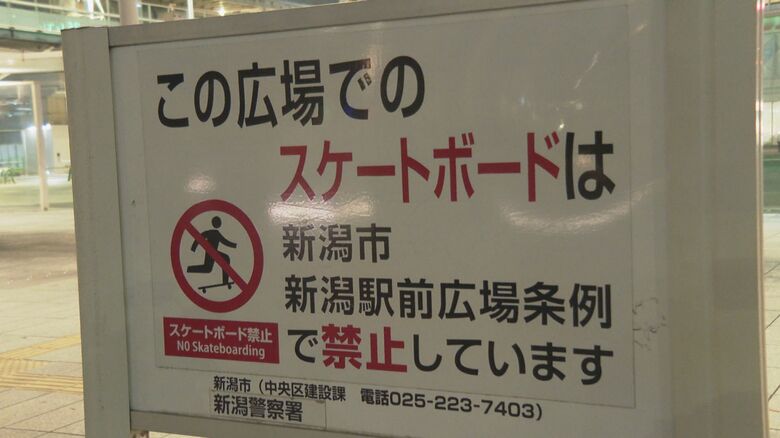 この広場での
スケートボードは
新潟市
新潟駅前広場条例
で禁止しています
スケートボード禁止
NO Skateboarding
新潟市（中央区建設課　電話025-223-7403）
新潟警察署